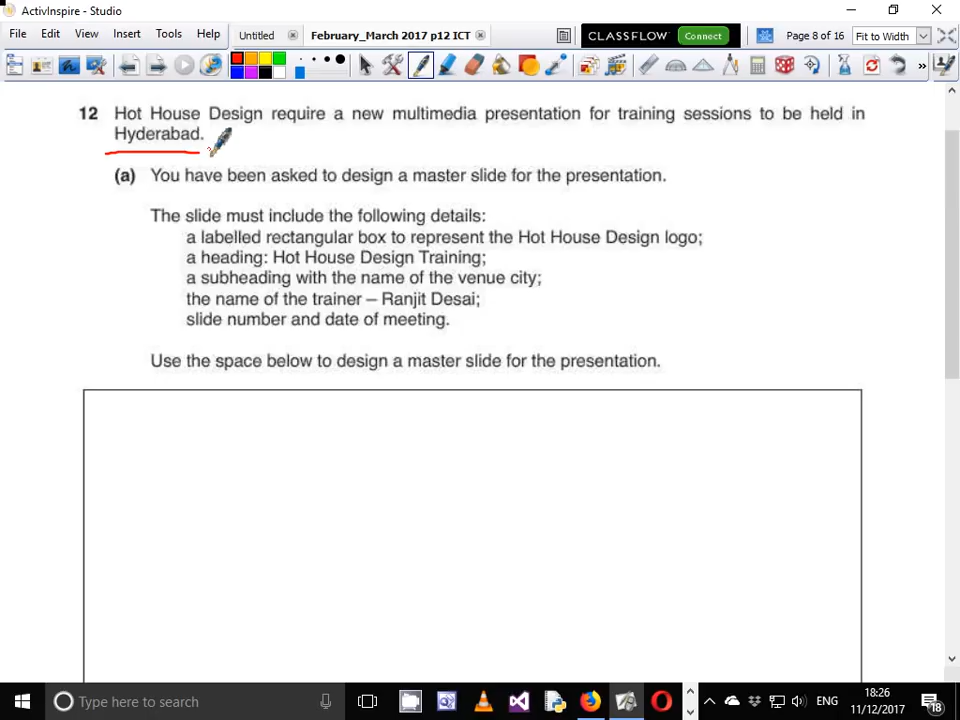 ActivInspire - Studio
File Edit View Insert Tools Help Untitled February_March 2017 p12 ICT CLASSFLOW Connect Page 8 of 16 Fit to Width
12 Hot House Design require a new multimedia presentation for training sessions to be held in
Hyderabad.
(a) You have been asked to design a master slide for the presentation.
The slide must include the following details:
a labelled rectangular box to represent the Hot House Design logo;
a heading: Hot House Design Training;
a subheading with the name of the venue city;
the name of the trainer – Ranjit Desai;
slide number and date of meeting.
Use the space below to design a master slide for the presentation.
Type here to search
ENG
18:26
11/12/2017
18